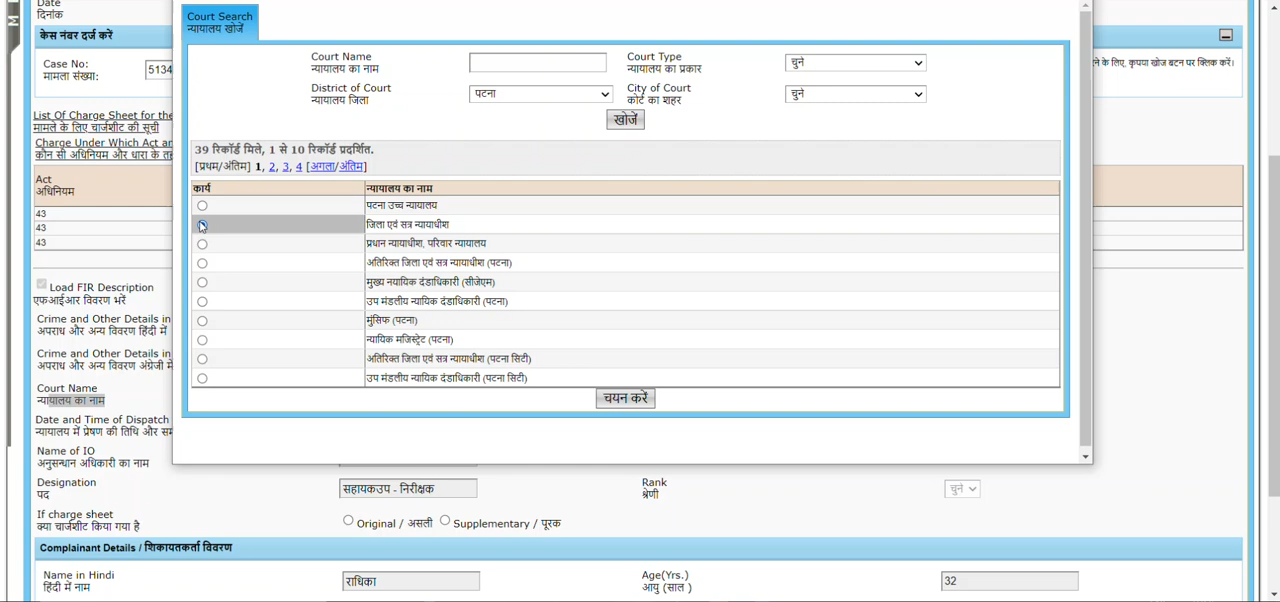 Date
दिनांक
Court Search
न्यायालय खोजें
केस नंबर दर्ज करें
Court Name
न्यायालय का नाम
Court Type
न्यायालय का प्रकार
चुनें
Case No:
मामला संख्या:
5134
के लिए, कृपया खोज बटन पर क्लिक करें।
District of Court
न्यायालय जिला
पटना
City of Court
कोर्ट का शहर
चुनें
खोजें
List Of Charge Sheet for the
मामले के लिए चार्जशीट की सूची
Charge Under Which Act an
कौन सी अधिनियम और धारा के तह
39 रिकॉर्ड मिले, 1 से 10 रिकॉर्ड प्रदर्शित.
[प्रथम/अंतिम] 1, 2, 3, 4 [अगला/अंतिम]
Act
अधिनियम
43
43
43
कार्य
न्यायालय का नाम
पटना उच्च न्यायालय
जिला एवं सत्र न्यायाधीश
प्रधान न्यायाधीश, परिवार न्यायालय
अतिरिक्त जिला एवं सत्र न्यायाधीश (पटना)
मुख्य नयायिक दंडाधिकारी (सीजेएम)
उप मंडलीय न्यायिक दंडाधिकारी (पटना)
मुंसिफ (पटना)
न्यायिक मजिस्ट्रेट (पटना)
अतिरिक्त जिला एवं सत्र न्यायाधीश (पटना सिटी)
उप मंडलीय न्यायिक दंडाधिकारी (पटना सिटी)
चयन करें
Load FIR Description
एफआईआर विवरण भरें
Crime and Other Details in
अपराध और अन्य विवरण हिंदी में
Crime and Other Details in
अपराध और अन्य विवरण अंग्रेजी में
Court Name
न्यायालय का नाम
Date and Time of Dispatch
न्यायालय में प्रेषण की तिथि और सम
Name of IO
अनुसन्धान अधिकारी का नाम
Designation
पद
सहायकउप - निरीक्षक
Rank
श्रेणी
चुनें
If charge sheet
क्या चार्जशीट किया गया है
Original / असली
Supplementary / पूरक
Complainant Details / शिकायतकर्ता विवरण
Name in Hindi
हिंदी में नाम
राधिका
Age(Yrs.)
आयु (साल )
32